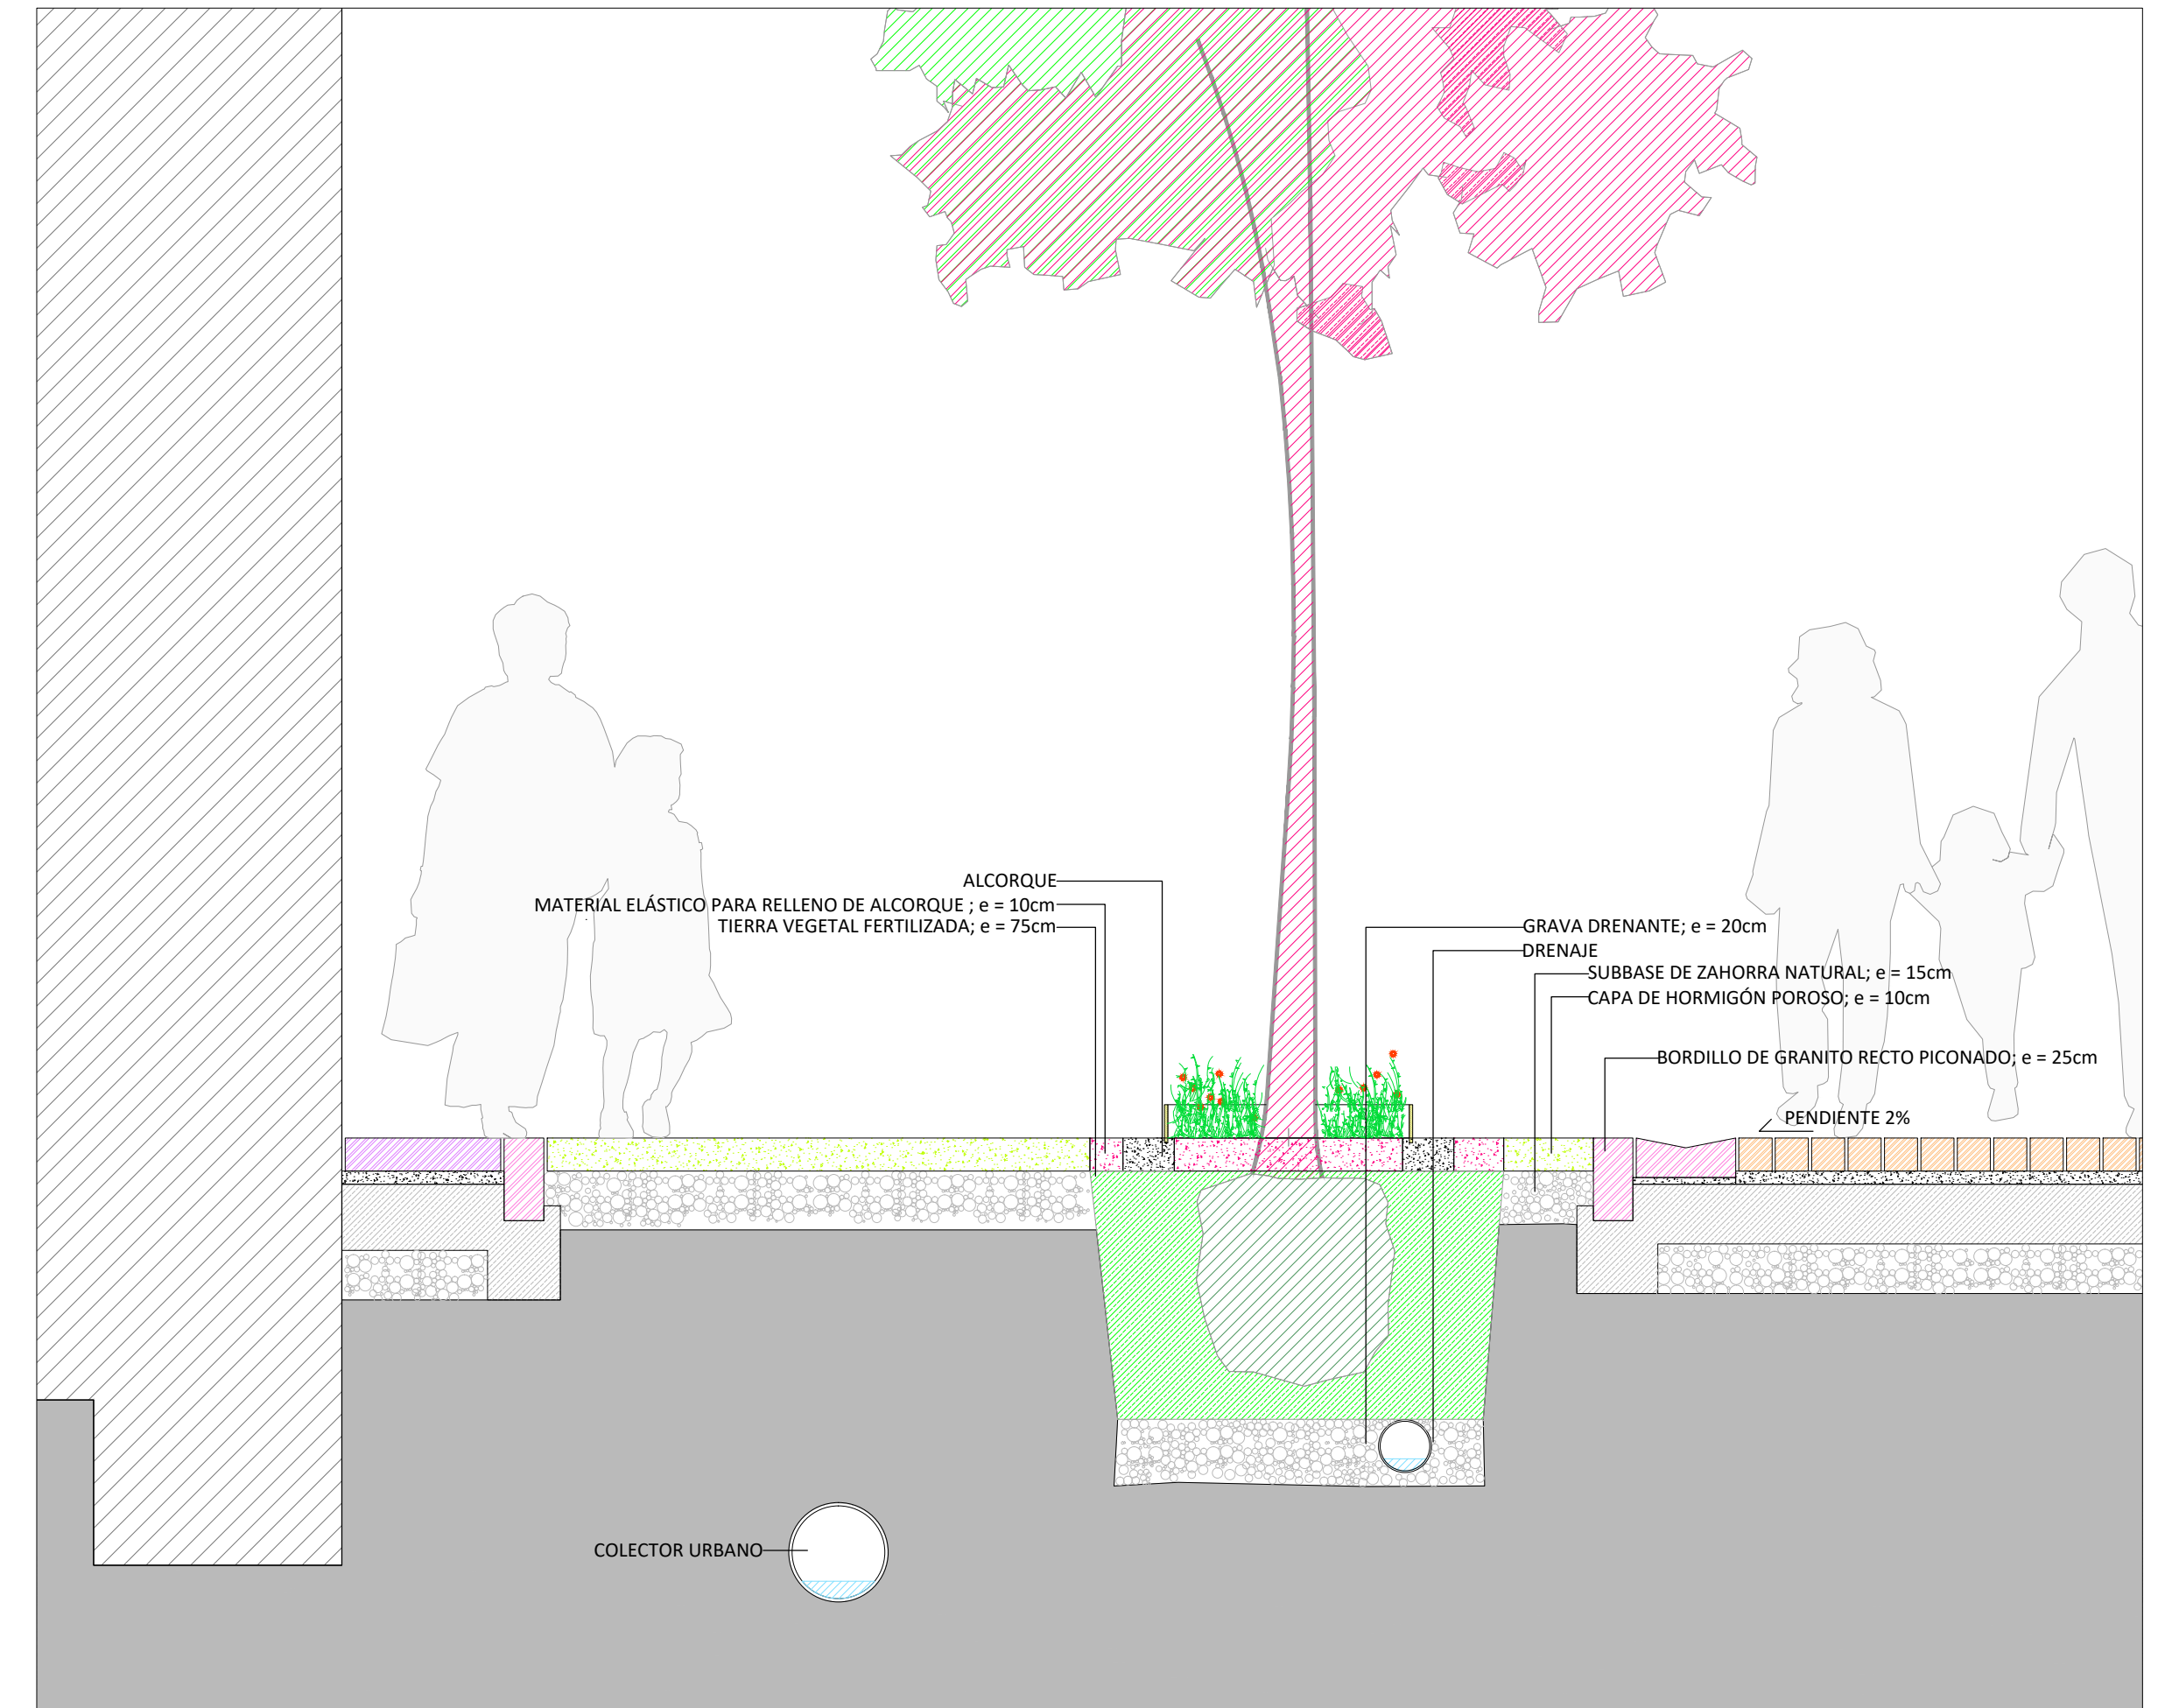 ALCORQUE
MATERIAL ELÁSTICO PARA RELLENO DE ALCORQUE ; e = 10cm
TIERRA VEGETAL FERTILIZADA; e = 75cm
GRAVA DRENANTE; e = 20cm
DRENAJE
SUBBASE DE ZAHORRA NATURAL; e = 15cm
CAPA DE HORMIGÓN POROSO; e = 10cm
BORDILLO DE GRANITO RECTO PICONADO; e = 25cm
PENDIENTE 2%
COLECTOR URBANO